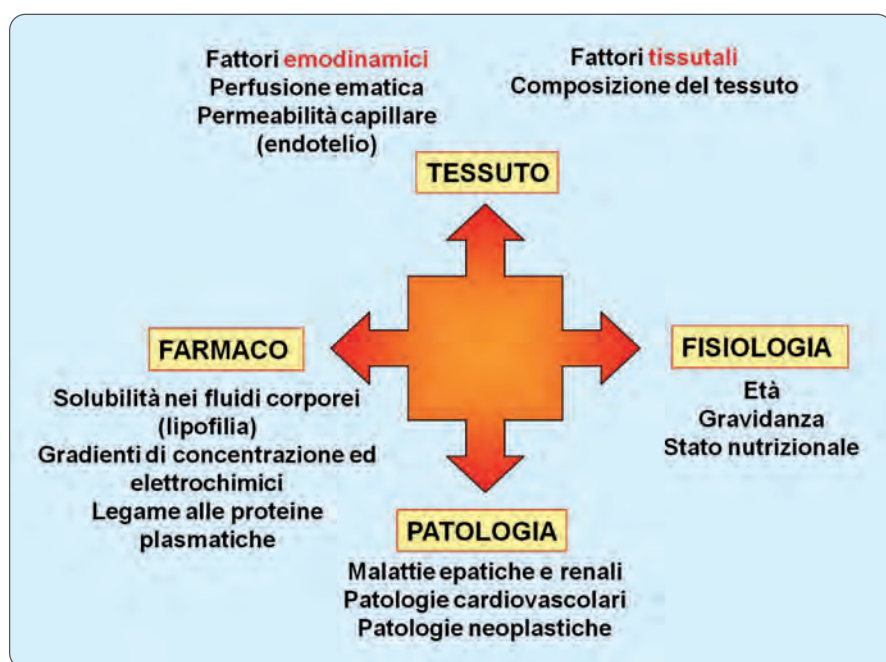 Fattori emodinamici
Perfusione ematica
Permeabilità capillare
(endotelio)
Fattori tissutali
Composizione del tessuto
TESSUTO
FARMACO
Solubilità nei fluidi corporei
(lipofilia)
Gradienti di concentrazione ed
elettrochimici
Legame alle proteine
plasmatiche
FISIOLOGIA
Età
Gravidanza
Stato nutrizionale
PATOLOGIA
Malattie epatiche e renali
Patologie cardiovascolari
Patologie neoplastiche